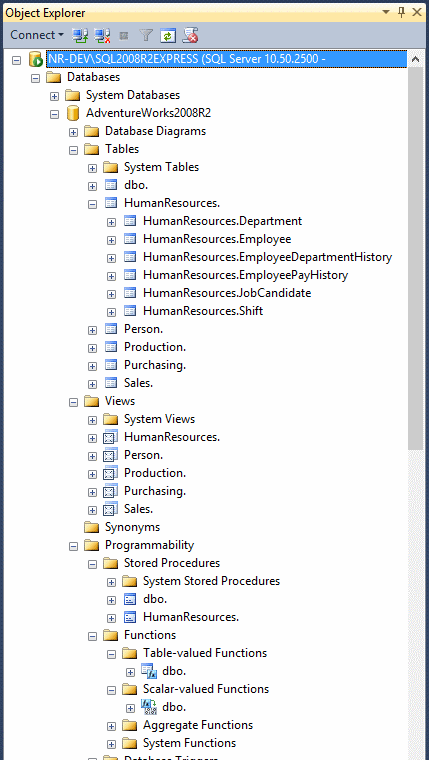 Object Explorer
Connect
NR-DEV\SQL2008R2EXPRESS (SQL Server 10.50.2500 -
Databases
System Databases
AdventureWorks2008R2
Database Diagrams
Tables
System Tables
dbo.
HumanResources.
HumanResources.Department
HumanResources.Employee
HumanResources.EmployeeDepartmentHistory
HumanResources.EmployeePayHistory
HumanResources.JobCandidate
HumanResources.Shift
Person.
Production.
Purchasing.
Sales.
Views
System Views
HumanResources.
Person.
Production.
Purchasing.
Sales.
Synonyms
Programmability
Stored Procedures
System Stored Procedures
dbo.
HumanResources.
Functions
Table-valued Functions
dbo.
Scalar-valued Functions
dbo.
Aggregate Functions
System Functions
Database Triggers